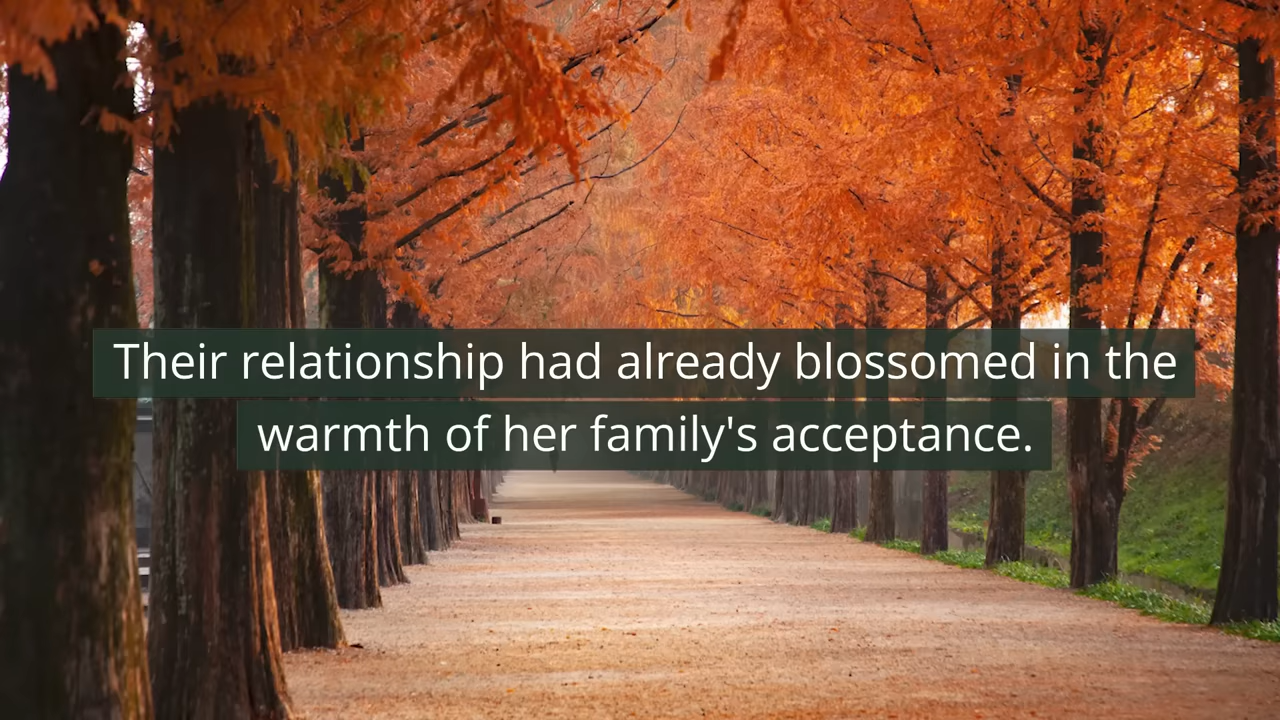 Their relationship had already blossomed in the
warmth of her family's acceptance.